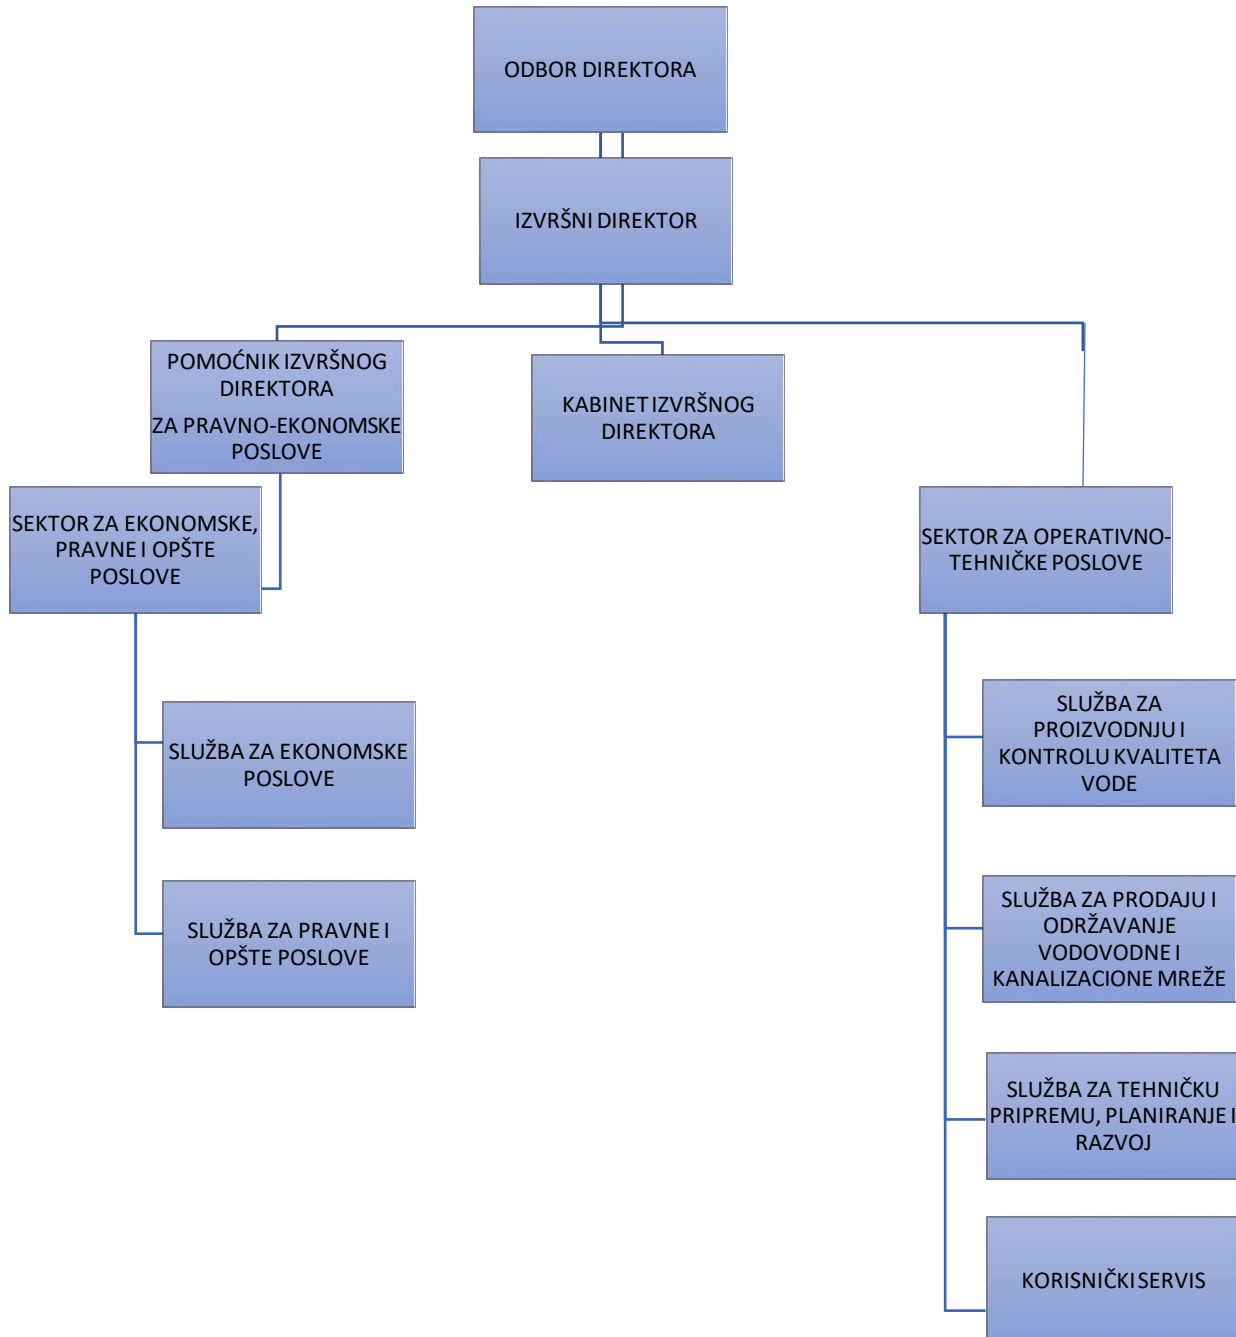 ODBOR DIREKTORA
IZVRŠNI DIREKTOR
POMOĆNIK IZVRŠNOG
DIREKTORA
ZA PRAVNO-EKONOMSKE
POSLOVE
KABINET IZVRŠNOG
DIREKTORA
SEKTOR ZA EKONOMSKE,
PRAVNE I OPŠTE
POSLOVE
SEKTOR ZA OPERATIVNO-
TEHNIČKE POSLOVE
SLUŽBA ZA EKONOMSKE
POSLOVE
SLUŽBA ZA PRAVNE I
OPŠTE POSLOVE
SLUŽBA ZA
PROIZVODNJU I
KONTROLU KVALITETA
VODE
SLUŽBA ZA PRODAJU I
ODRŽAVANJE
VODOVODNE I
KANALIZACIONE MREŽE
SLUŽBA ZA TEHNIČKU
PRIPREMU, PLANIRANJE I
RAZVOJ
KORISNIČKI SERVIS